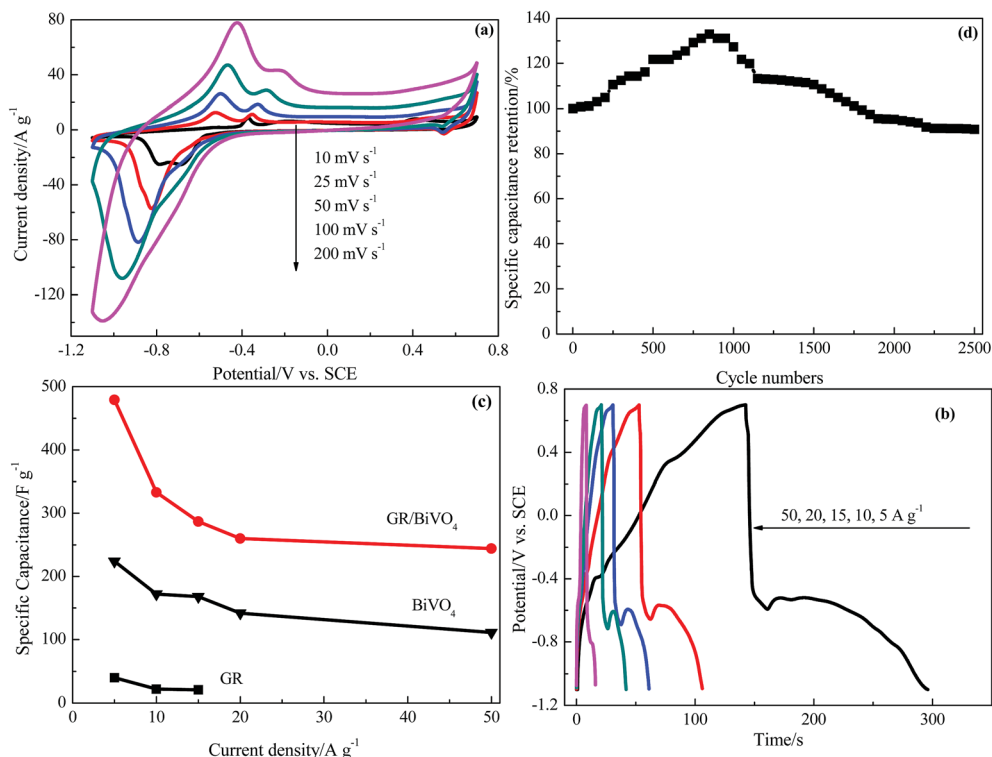 (a)
Current density/A g⁻¹
80
40
0
-40
-80
-120
10 mV s⁻¹
25 mV s⁻¹
50 mV s⁻¹
100 mV s⁻¹
200 mV s⁻¹
-1.2 -0.8 -0.4 0.0 0.4 0.8
Potential/V vs. SCE
(d)
Specific capacitance rentention/%
140
120
100
80
60
40
20
0
0 500 1000 1500 2000 2500
Cycle numbers
(c)
Specific Capacitance/F g⁻¹
500
400
300
200
100
0
GR/BiVO₄
BiVO₄
GR
0 10 20 30 40 50
Current density/A g⁻¹
(b)
Potential/V vs. SCE
0.8
0.4
0.0
-0.4
-0.8
-1.2
50, 20, 15, 10, 5 A g⁻¹
0 100 200 300
Time/s